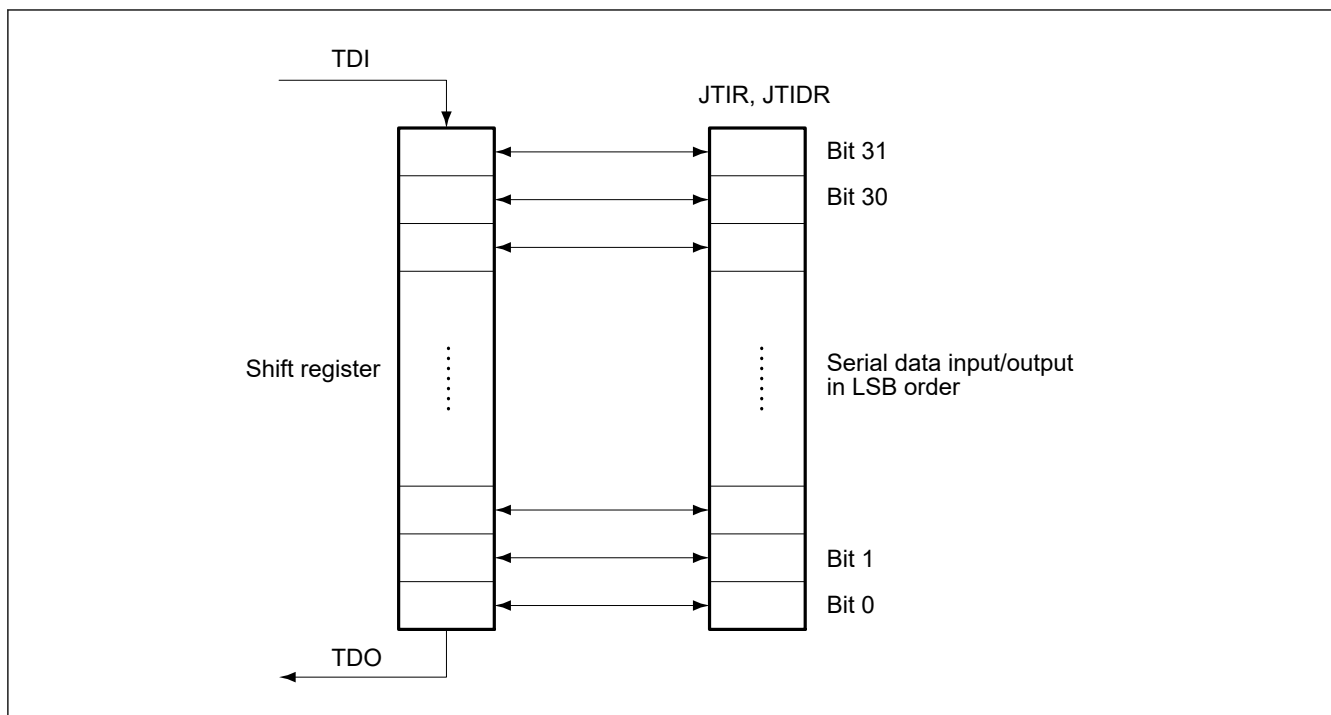 TDI
JTIR, JTIDR
Bit 31
Bit 30
Shift register
Serial data input/output
in LSB order
Bit 1
Bit 0
TDO